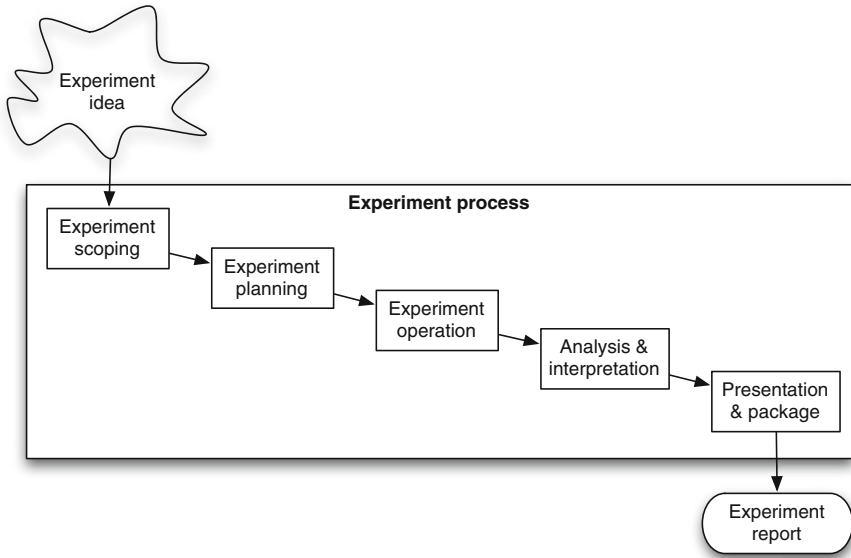 Experiment
idea
Experiment process
Experiment
scoping
Experiment
planning
Experiment
operation
Analysis &
interpretation
Presentation
& package
Experiment
report